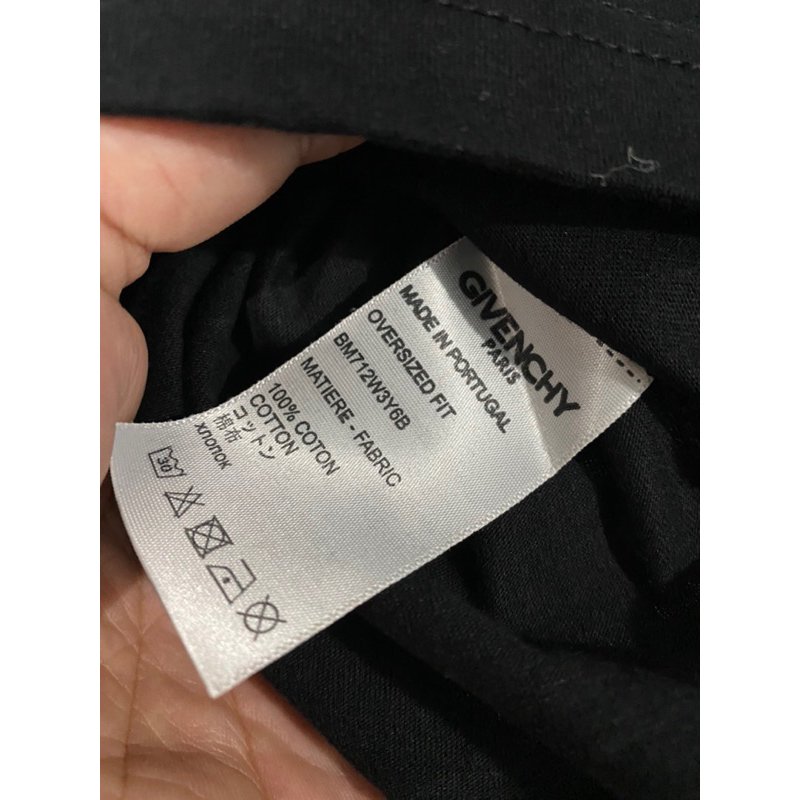 GIVENCHY
PARIS
MADE IN PORTUGAL
OVERSIZED FIT
BM712W3Y6B
MATIERE - FABRIC
100% COTON
COTTON
コットン
棉布
хлопок
30